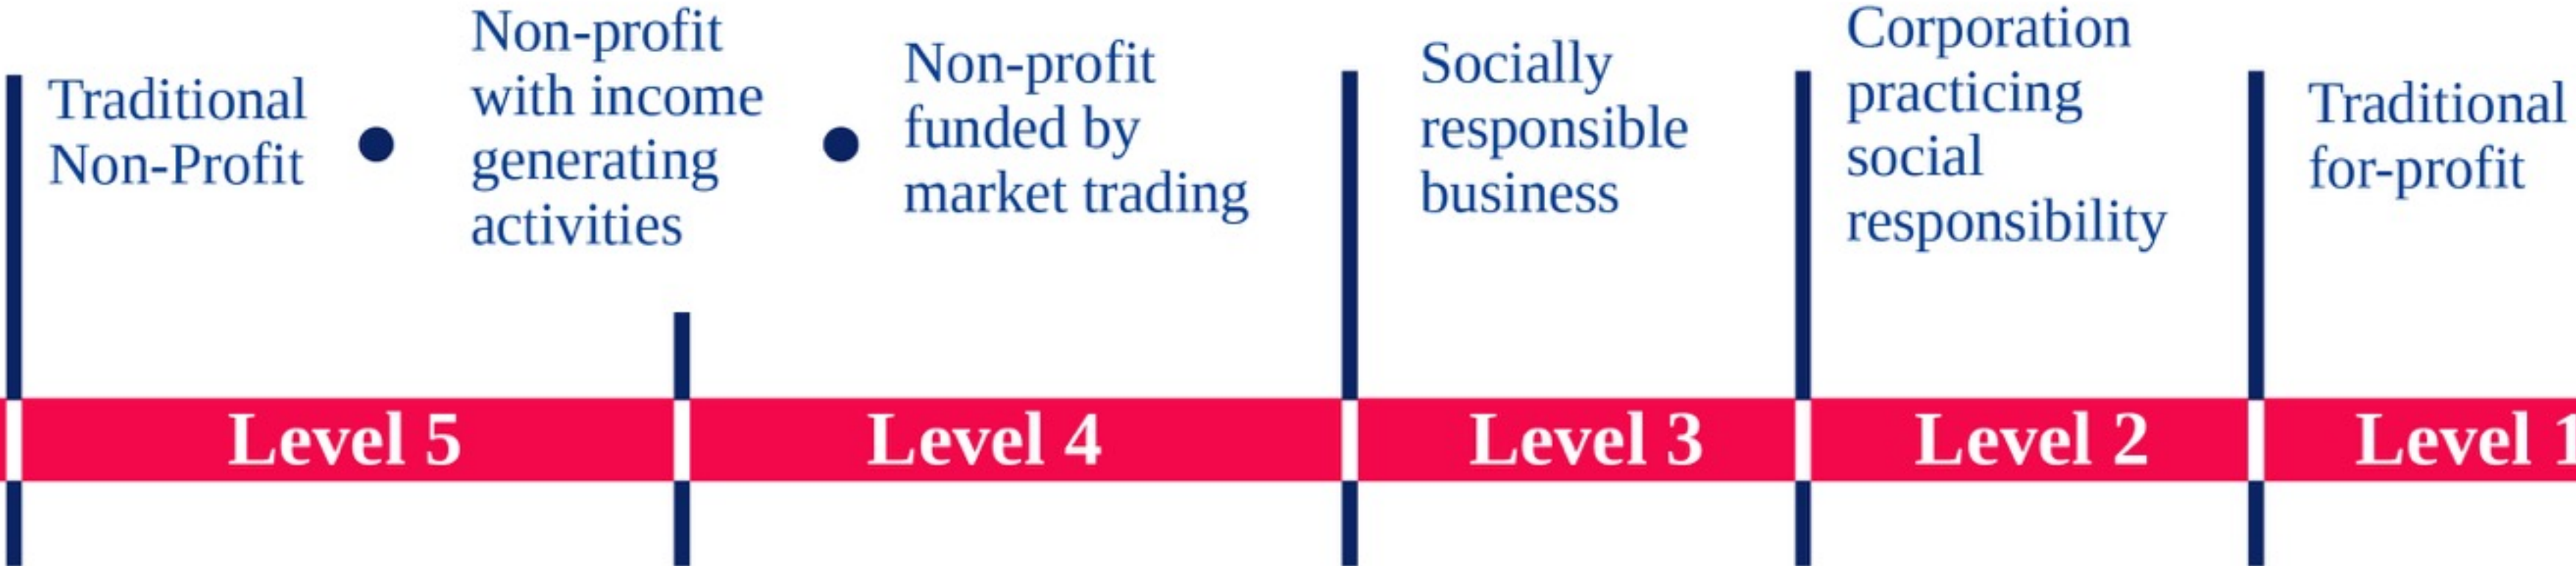 Traditional
Non-Profit
Non-profit
with income
generating
activities
Non-profit
funded by
market trading
Socially
responsible
business
Corporation
practicing
social
responsibility
Traditional
for-profit
Level 5
Level 4
Level 3
Level 2
Level 1